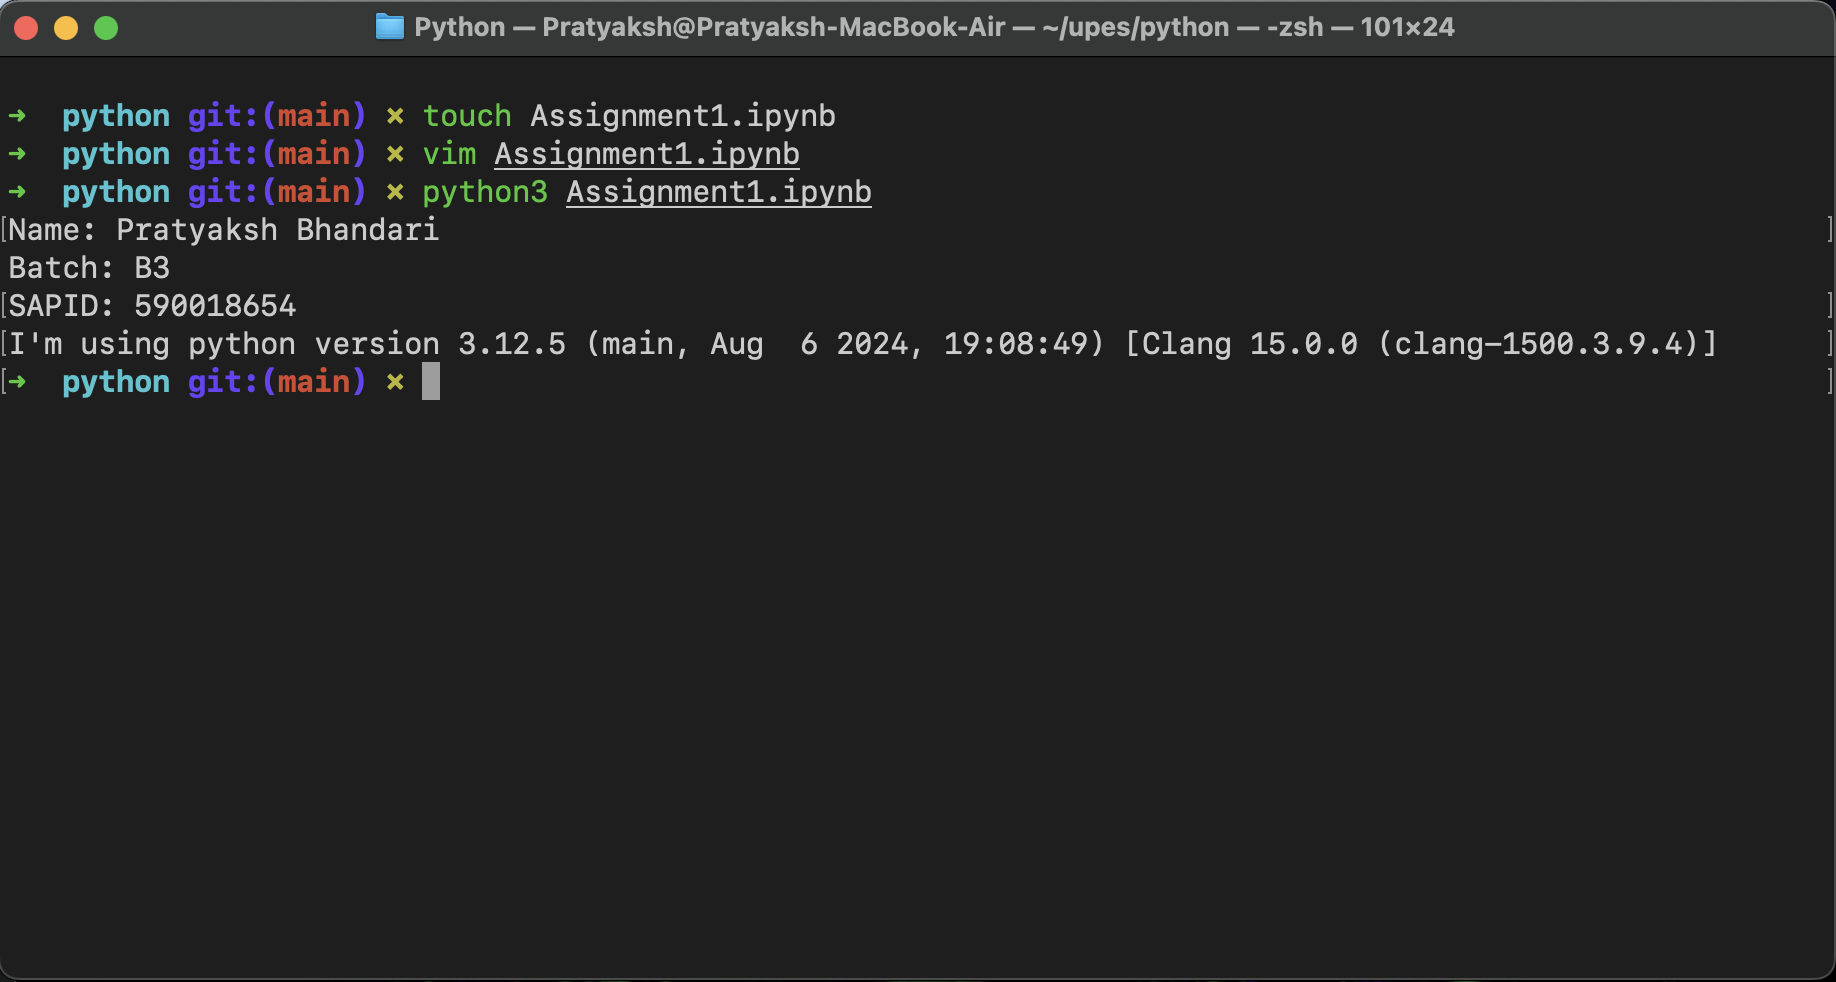 Python — Pratyaksh@Pratyaksh-MacBook-Air — ~/upes/python — -zsh — 101×24
➜  python git:(main) × touch Assignment1.ipynb
➜  python git:(main) × vim Assignment1.ipynb
➜  python git:(main) × python3 Assignment1.ipynb
[Name: Pratyaksh Bhandari ]
Batch: B3
[SAPID: 590018654 ]
[I'm using python version 3.12.5 (main, Aug  6 2024, 19:08:49) [Clang 15.0.0 (clang-1500.3.9.4)] ]
[➜  python git:(main) × ]